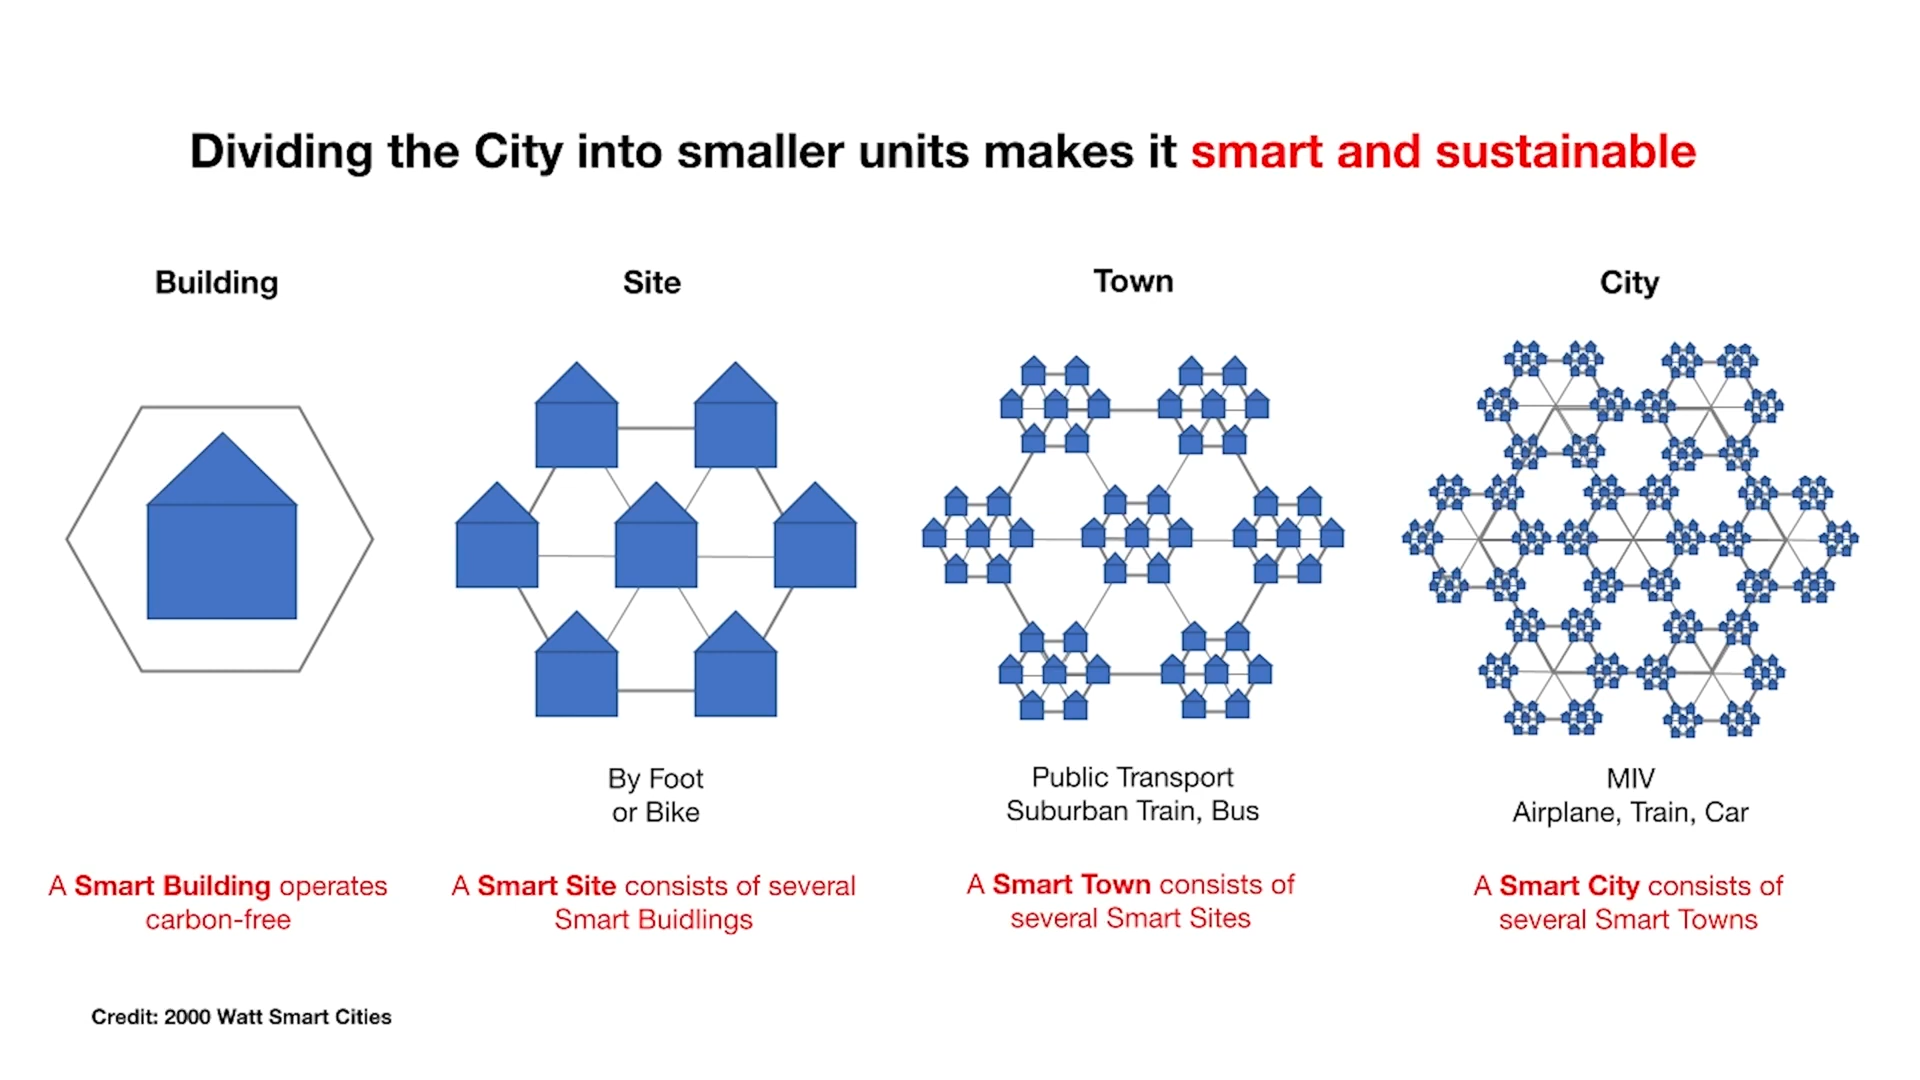 Dividing the City into smaller units makes it smart and sustainable
Building
Site
Town
City
By Foot
or Bike
Public Transport
Suburban Train, Bus
MIV
Airplane, Train, Car
A Smart Building operates
carbon-free
A Smart Site consists of several
Smart Buidlings
A Smart Town consists of
several Smart Sites
A Smart City consists of
several Smart Towns
Credit: 2000 Watt Smart Cities